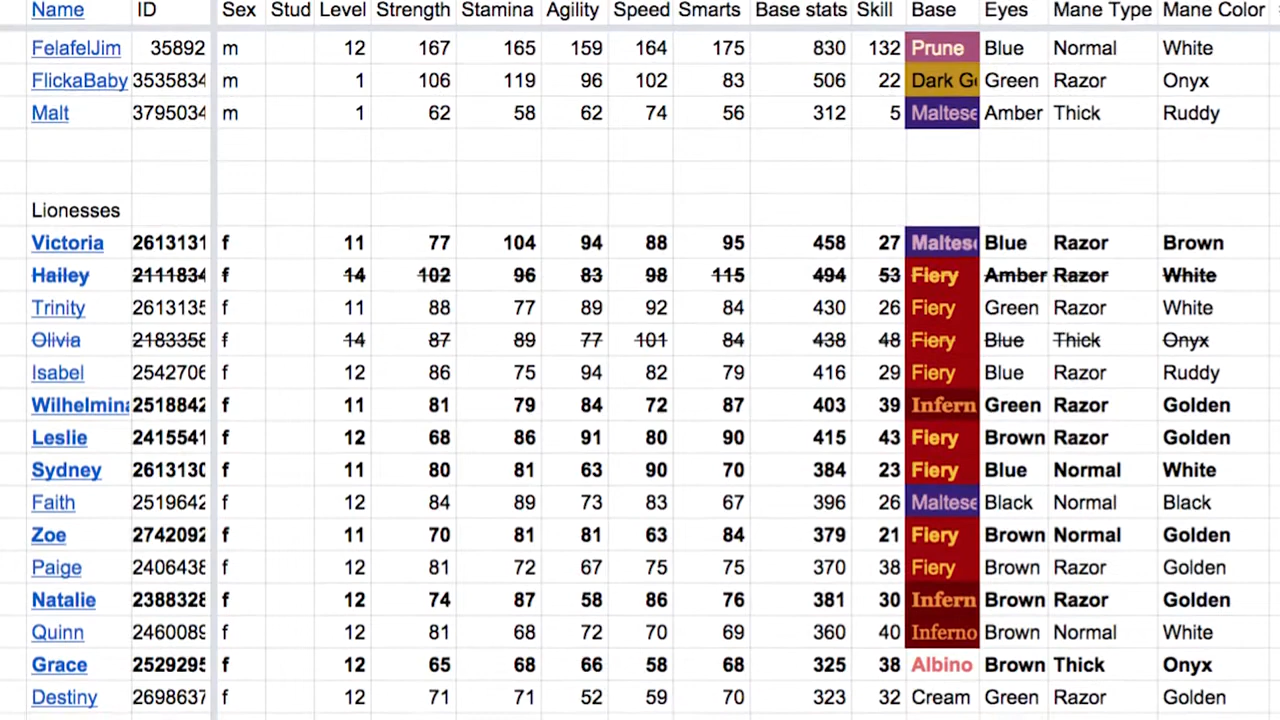 Name ID Sex Stud Level Strength Stamina Agility Speed Smarts Base stats Skill Base Eyes Mane Type Mane Color
FelafelJim 35892 m 12 167 165 159 164 175 830 132 Prune Blue Normal White
FlickaBaby 3535834 m 1 106 119 96 102 83 506 22 Dark G Green Razor Onyx
Malt 3795034 m 1 62 58 62 74 56 312 5 Maltese Amber Thick Ruddy
Lionesses
Victoria 2613131 f 11 77 104 94 88 95 458 27 Maltese Blue Razor Brown
Hailey 2111834 f 14 102 96 83 98 115 494 53 Fiery Amber Razor White
Trinity 2613135 f 11 88 77 89 92 84 430 26 Fiery Green Razor White
Olivia 2183358 f 14 87 89 77 101 84 438 48 Fiery Blue Thick Onyx
Isabel 2542706 f 12 86 75 94 82 79 416 29 Fiery Blue Razor Ruddy
Wilhelmina 2518842 f 11 81 79 84 72 87 403 39 Infern Green Razor Golden
Leslie 2415541 f 12 68 86 91 80 90 415 43 Fiery Brown Razor Golden
Sydney 2613130 f 11 80 81 63 90 70 384 23 Fiery Blue Normal White
Faith 2519642 f 12 84 89 73 83 67 396 26 Maltese Black Normal Black
Zoe 2742092 f 11 70 81 81 63 84 379 21 Fiery Brown Normal Golden
Paige 2406438 f 12 81 72 67 75 75 370 38 Fiery Brown Razor Golden
Natalie 2388328 f 12 74 87 58 86 76 381 30 Infern Brown Razor Golden
Quinn 2460089 f 12 81 68 72 70 69 360 40 Inferno Brown Normal White
Grace 2529295 f 12 65 68 66 58 68 325 38 Albino Brown Thick Onyx
Destiny 2698637 f 12 71 71 52 59 70 323 32 Cream Green Razor Golden